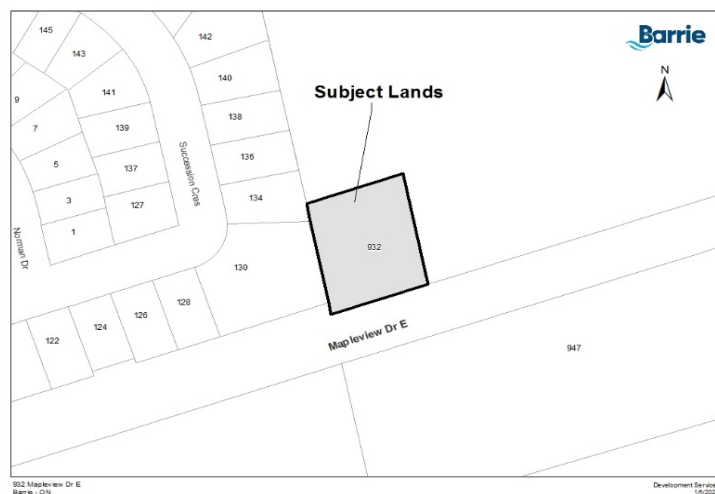 Barrie
N
Subject Lands
145
143
142
9
141
140
7
139
138
5
137
136
3
127
134
1
Succession Cres
Norman Dr
932
130
128
126
124
122
Mapleview Dr E
947
932 Mapleview Dr E
Barrie - ON
Development Service